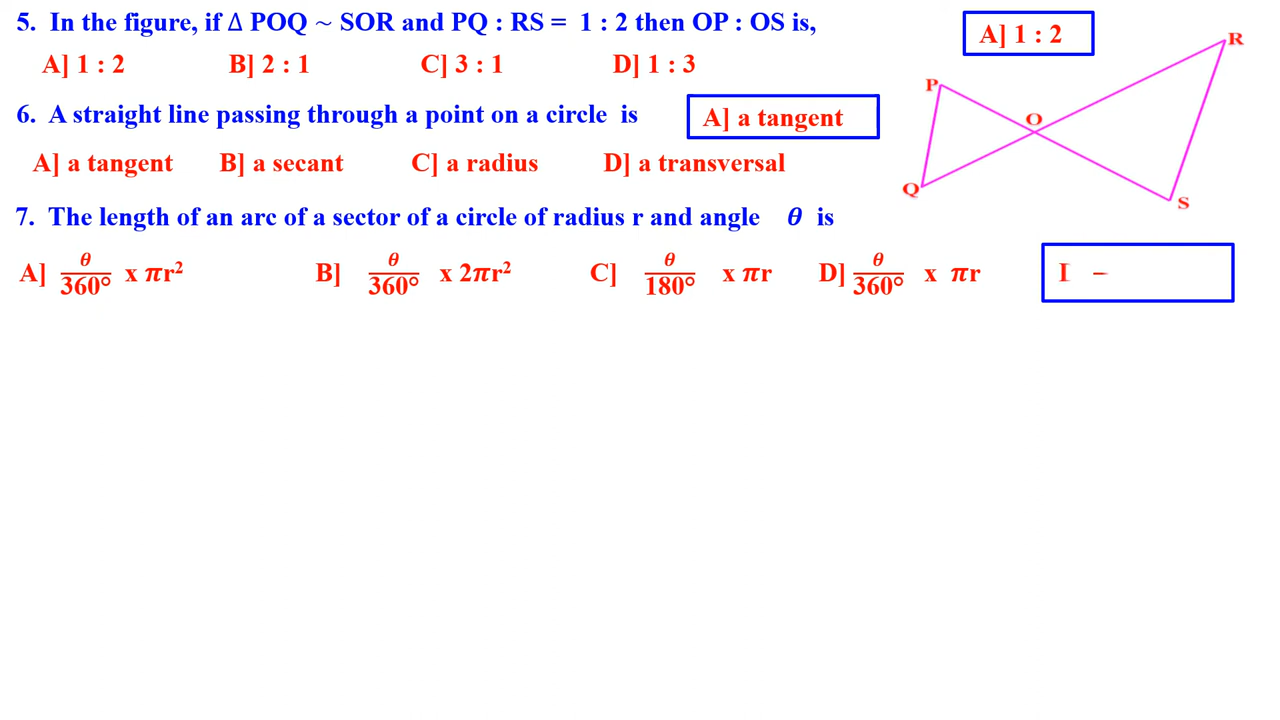 5. In the figure, if Δ POQ ~ SOR and PQ : RS = 1 : 2 then OP : OS is,
A] 1 : 2
A] 1 : 2 B] 2 : 1 C] 3 : 1 D] 1 : 3
R
P
O
Q
S
6. A straight line passing through a point on a circle is
A] a tangent
A] a tangent B] a secant C] a radius D] a transversal
7. The length of an arc of a sector of a circle of radius r and angle θ is
A] θ/360° x πr² B] θ/360° x 2πr² C] θ/180° x πr D] θ/360° x πr